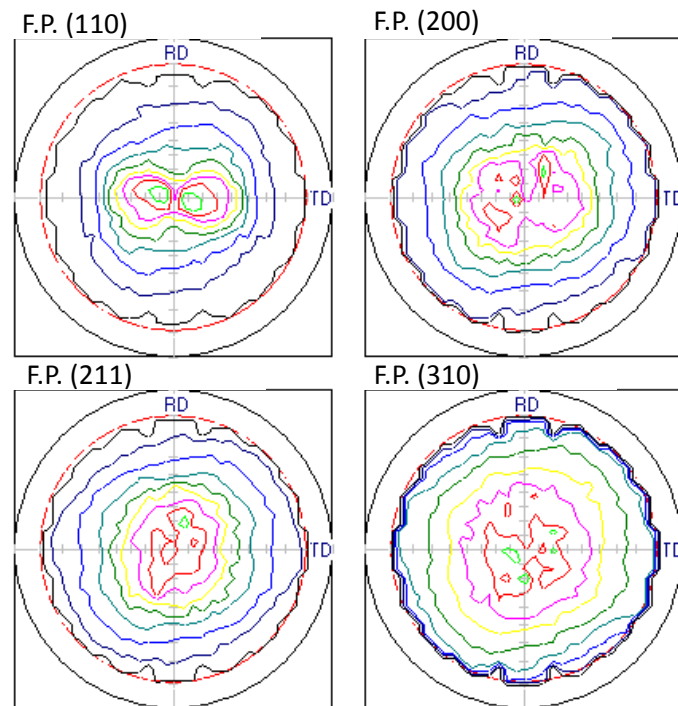 F.P. (110)
RD
TD
F.P. (200)
RD
TD
F.P. (211)
RD
TD
F.P. (310)
RD
TD